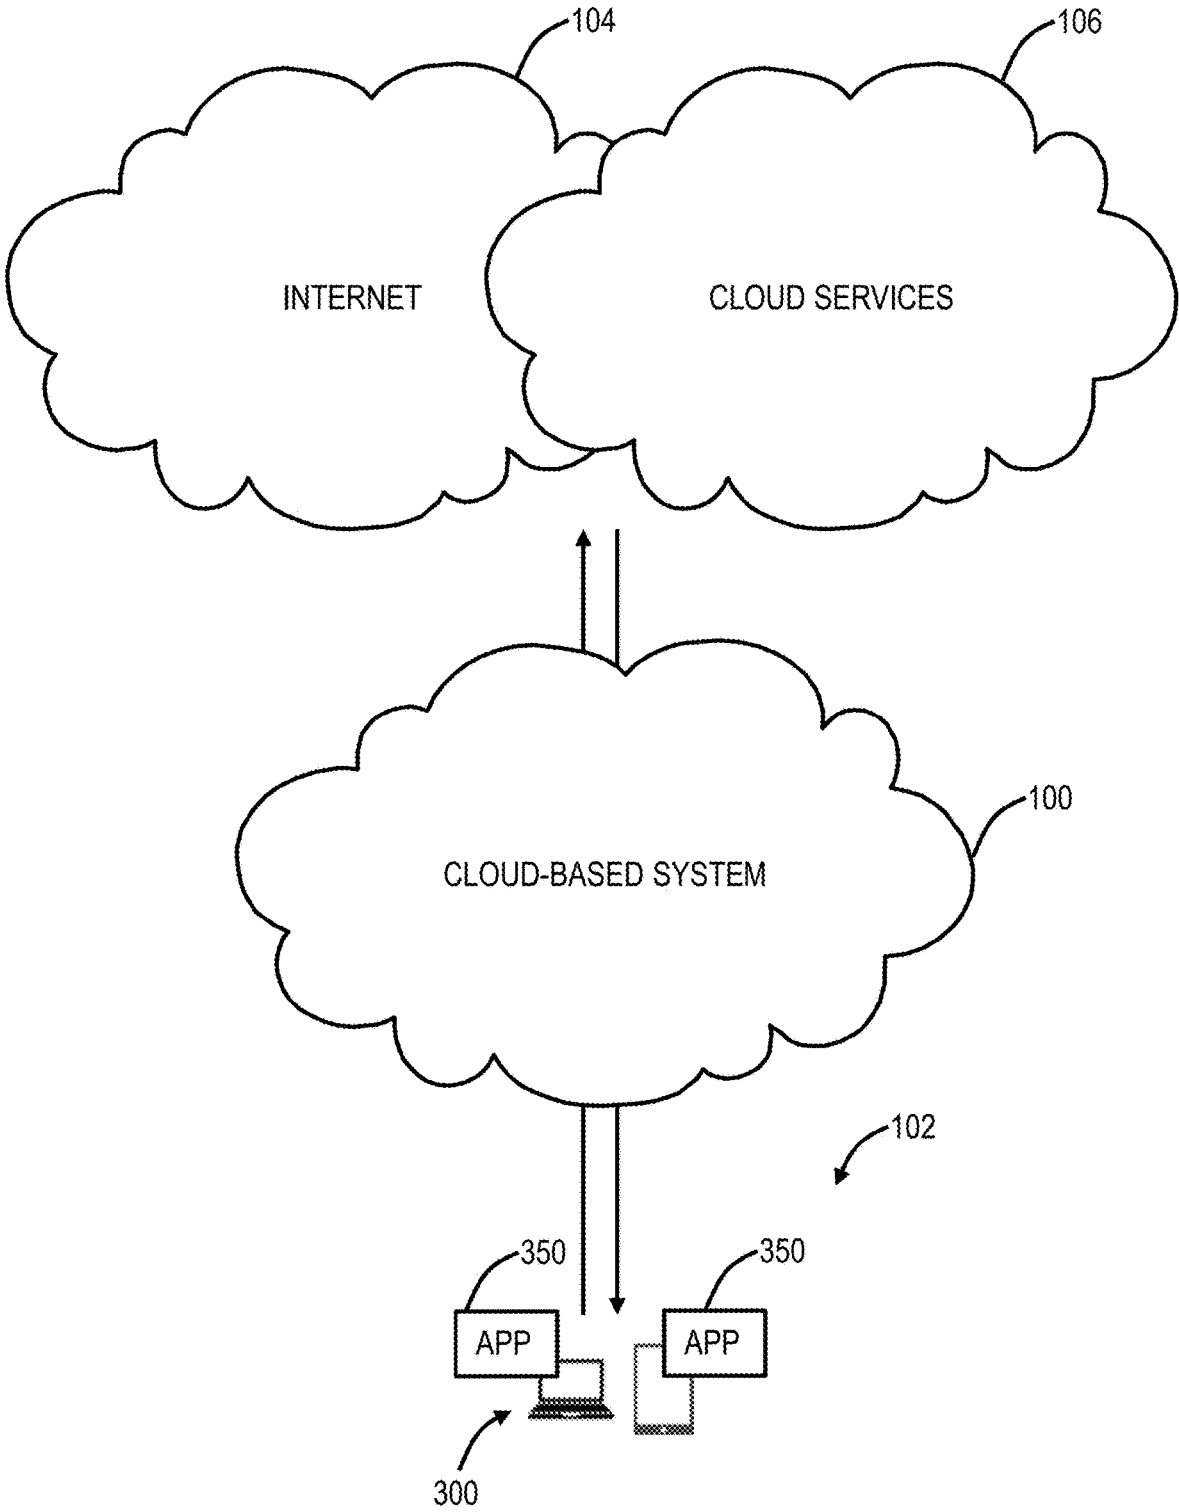 104
106
INTERNET
CLOUD SERVICES
100
CLOUD-BASED SYSTEM
102
350
350
APP
APP
300